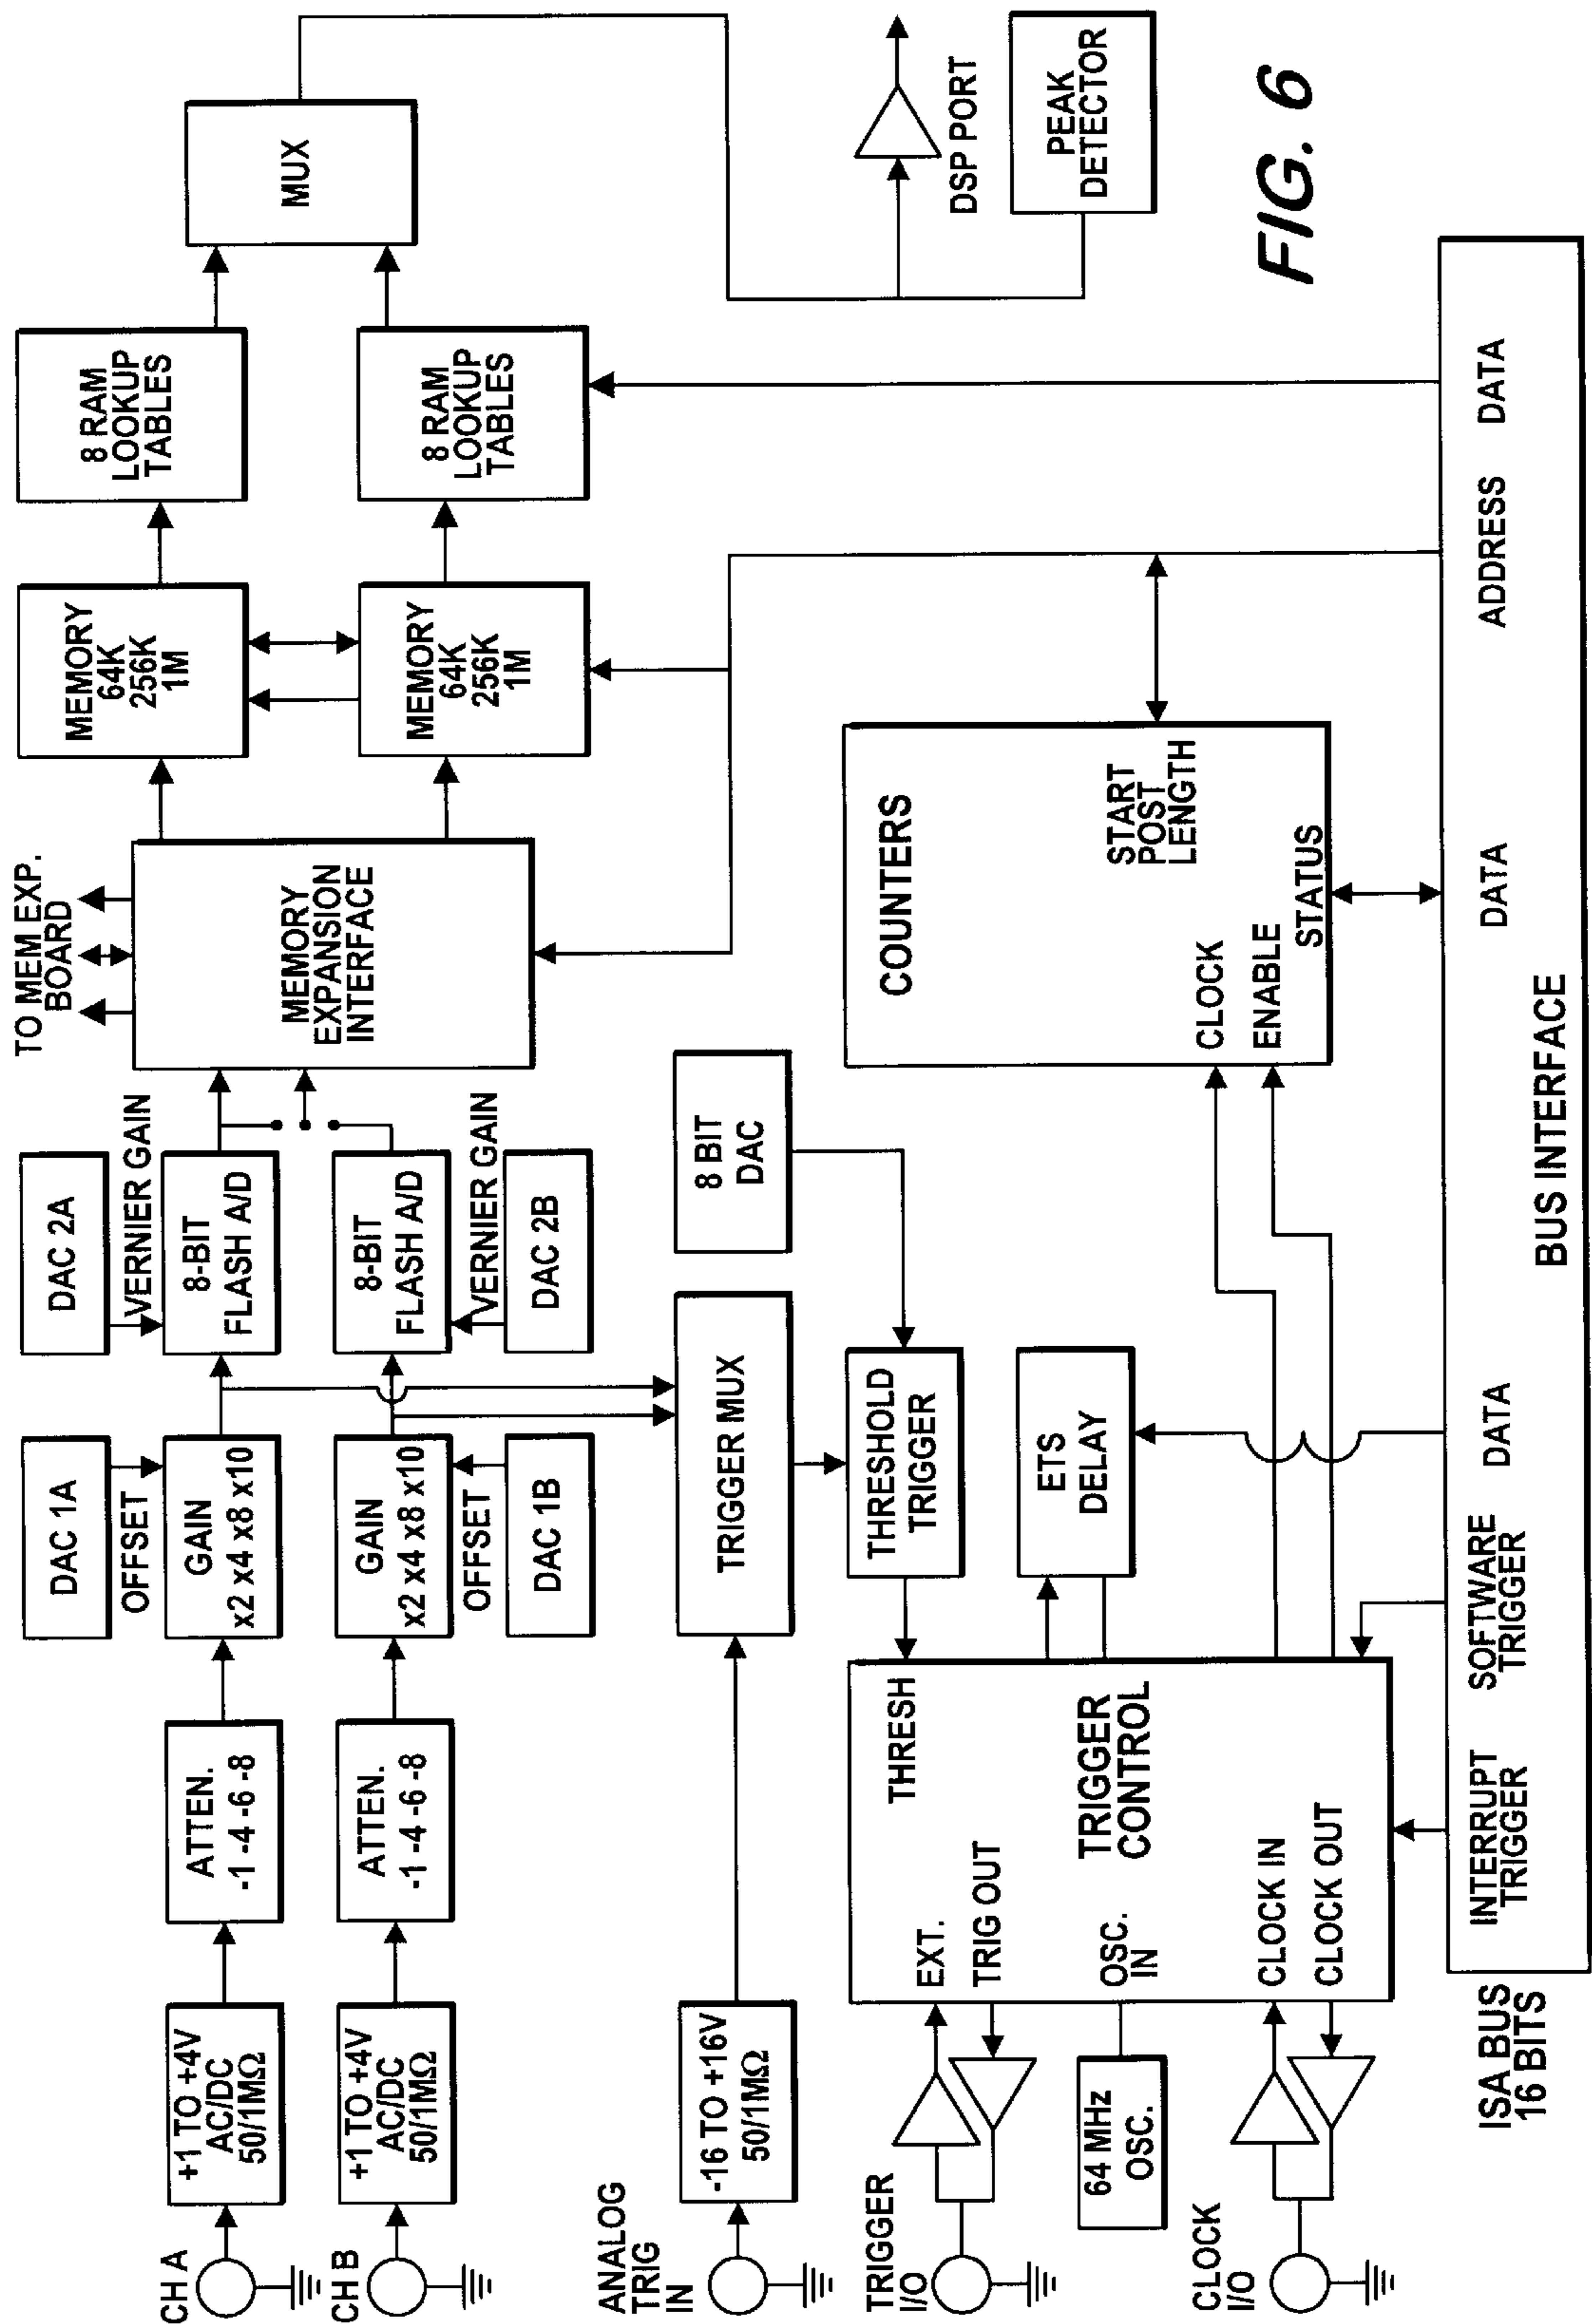 CH A
+1 TO +4V
AC/DC
50/1MΩ
ATTEN.
-1 -4 -6 -8
DAC 1A
OFFSET
GAIN
x2 x4 x8 x10
DAC 2A
VERNIER GAIN
8-BIT
FLASH A/D
TO MEM EXP.
BOARD
MEMORY
EXPANSION
INTERFACE
MEMORY
64K
256K
1M
8 RAM
LOOKUP
TABLES
MUX
CH B
+1 TO +4V
AC/DC
50/1MΩ
ATTEN.
-1 -4 -6 -8
GAIN
x2 x4 x8 x10
OFFSET
DAC 1B
8-BIT
FLASH A/D
VERNIER GAIN
DAC 2B
MEMORY
64K
256K
1M
8 RAM
LOOKUP
TABLES
ANALOG
TRIG
IN
-16 TO +16V
50/1MΩ
TRIGGER MUX
8 BIT
DAC
THRESHOLD
TRIGGER
ETS
DELAY
DSP PORT
PEAK
DETECTOR
TRIGGER
I/O
64 MHz
OSC.
CLOCK
I/O
THRESH
EXT.
TRIG OUT
TRIGGER
CONTROL
OSC.
IN
CLOCK IN
CLOCK OUT
COUNTERS
START
POST
LENGTH
CLOCK
ENABLE
STATUS
FIG. 6
ISA BUS
16 BITS
INTERRUPT
TRIGGER
SOFTWARE
TRIGGER
DATA
DATA
ADDRESS
DATA
BUS INTERFACE